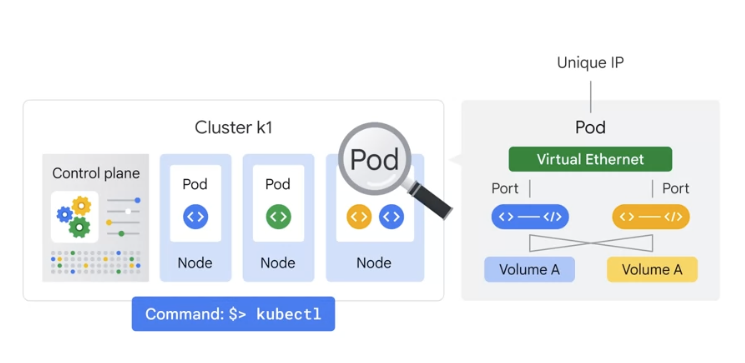 Unique IP
Cluster k1
Control plane
Pod
Node
Pod
Node
Pod
Node
Command: $> kubectl
Pod
Virtual Ethernet
Port
Port
Volume A
Volume A